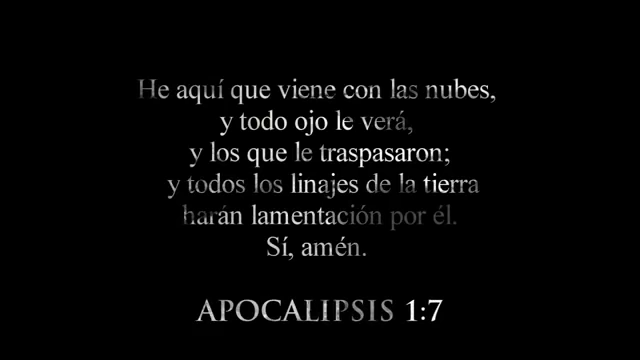 He aquí que viene con las nubes,
y todo ojo le verá,
y los que le traspasaron;
y todos los linajes de la tierra
harán lamentación por él.
Sí, amén.
APOCALIPSIS 1:7